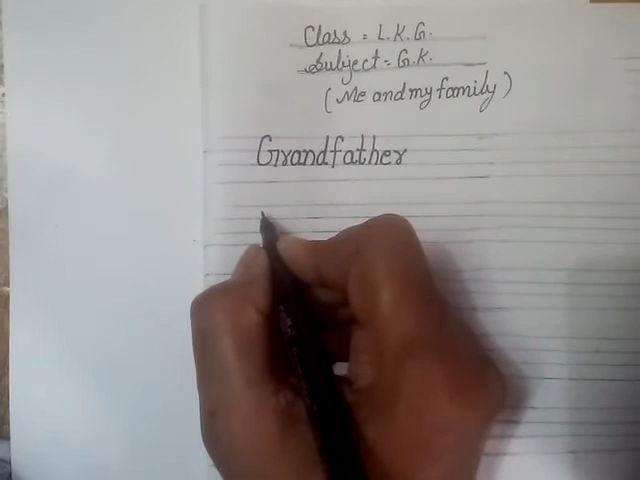 Class = L.K.G.
Subject = G.K.
(Me and my family)
Grandfather